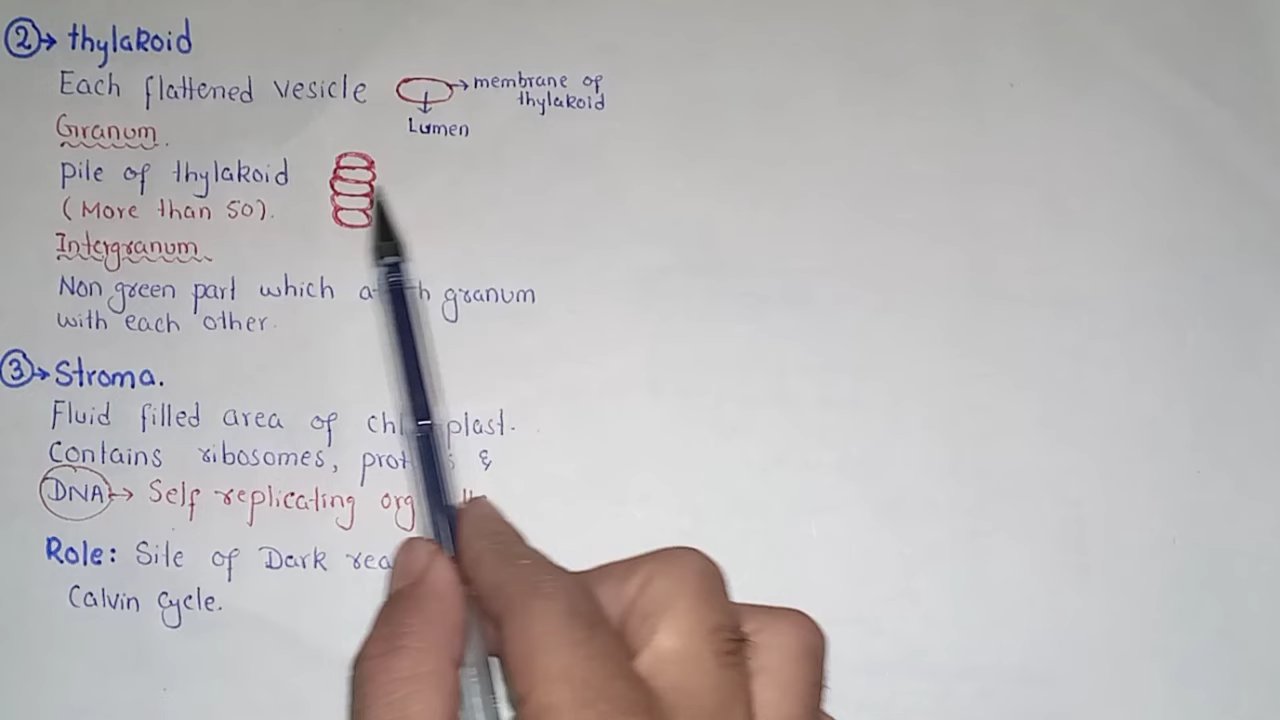 ② → thylakoid
Each flattened vesicle → membrane of thylakoid
Lumen
Granum.
pile of thylakoid
(More than 50).
Intergranum
Non green part which granum
with each other.
③ → Stroma.
Fluid filled area of
Contains ribosomes, &
DNA → Self replicating
Role: Site of Dark
Calvin Cycle.